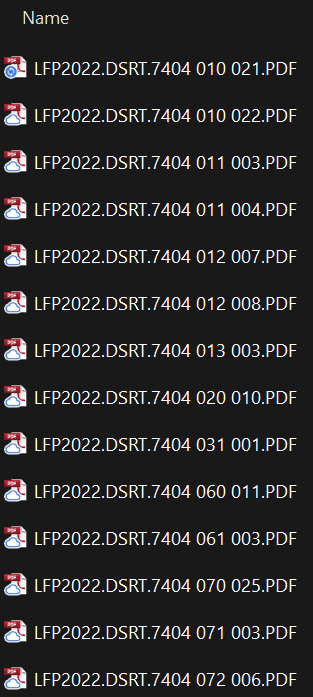 Name
LFP2022.DSRT.7404 010 021.PDF
LFP2022.DSRT.7404 010 022.PDF
LFP2022.DSRT.7404 011 003.PDF
LFP2022.DSRT.7404 011 004.PDF
LFP2022.DSRT.7404 012 007.PDF
LFP2022.DSRT.7404 012 008.PDF
LFP2022.DSRT.7404 013 003.PDF
LFP2022.DSRT.7404 020 010.PDF
LFP2022.DSRT.7404 031 001.PDF
LFP2022.DSRT.7404 060 011.PDF
LFP2022.DSRT.7404 061 003.PDF
LFP2022.DSRT.7404 070 025.PDF
LFP2022.DSRT.7404 071 003.PDF
LFP2022.DSRT.7404 072 006.PDF